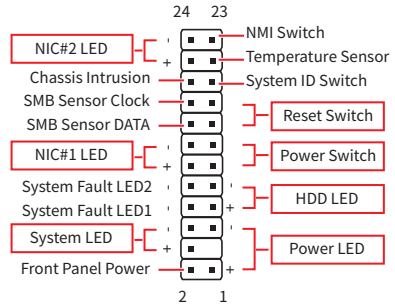 24 23
NMI Switch
NIC#2 LED - +
Temperature Sensor
Chassis Intrusion
System ID Switch
SMB Sensor Clock
Reset Switch
SMB Sensor DATA
NIC#1 LED - +
Power Switch
System Fault LED2 -
HDD LED
System Fault LED1 +
System LED - + -
Power LED
Front Panel Power +
2 1